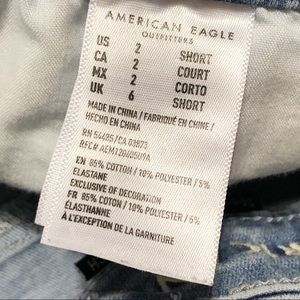 AMERICAN EAGLE
OUTFITTERS
US 2 SHORT
CA 2 COURT
MX 2 CORTO
UK 6 SHORT
MADE IN CHINA / FABRIQUÉ EN CHINE /
HECHO EN CHINA
RN 54485/CA 03873
EN 85% COTTON / 10% POLYESTER / 5%
ELASTANE
EXCLUSIVE OF DECORATION
FR 85% COTON / 10% POLYESTER / 5%
ÉLASTHANNE
À L'EXCEPTION DE LA GARNITURE